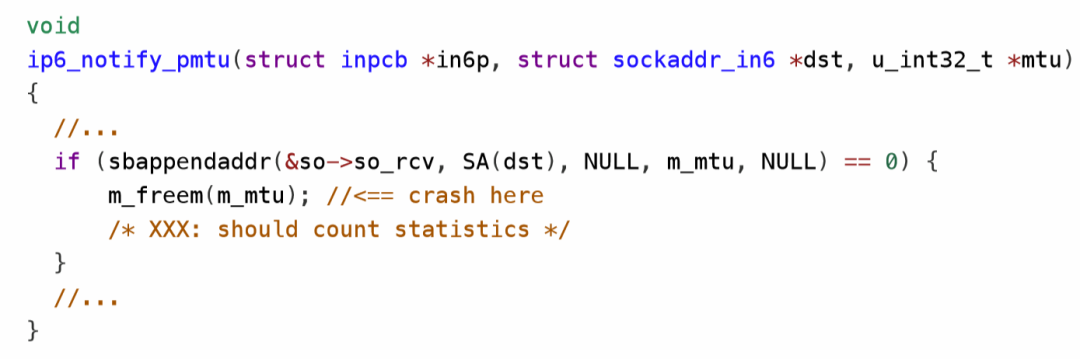 void
ip6_notify_pmtu(struct inpcb *in6p, struct sockaddr_in6 *dst, u_int32_t *mtu)
{
  //...
  if (sbappendaddr(&so->so_rcv, SA(dst), NULL, m_mtu, NULL) == 0) {
      m_freem(m_mtu); //<== crash here
      /* XXX: should count statistics */
  }
  //...
}